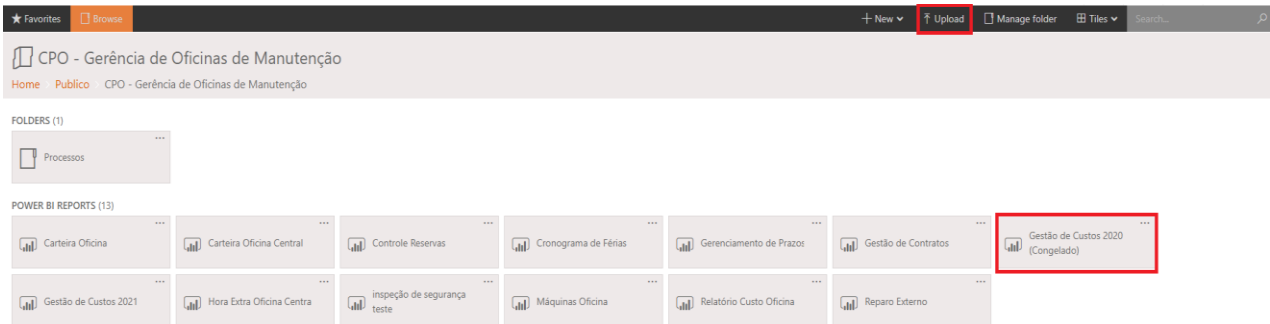 Favorites Browse + New Upload Manage folder Tiles Search...
CPO - Gerência de Oficinas de Manutenção
Home Publico CPO - Gerência de Oficinas de Manutenção
FOLDERS (1)
Processos
POWER BI REPORTS (13)
Carteira Oficina
Carteira Oficina Central
Controle Reservas
Cronograma de Férias
Gerenciamento de Prazos
Gestão de Contratos
Gestão de Custos 2020
(Congelado)
Gestão de Custos 2021
Hora Extra Oficina Centra
inspeção de segurança
teste
Máquinas Oficina
Relatório Custo Oficina
Reparo Externo